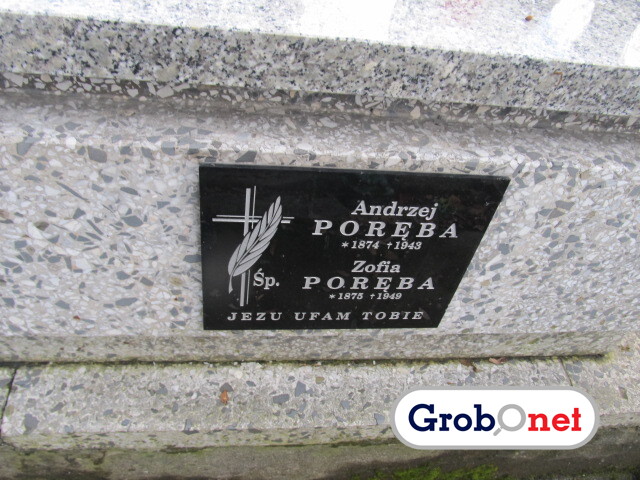 Andrzej
PORĘBA
*1874 †1943
Zofia
Śp. PORĘBA
*1875 †1949
JEZU UFAM TOBIE
GrobOnet